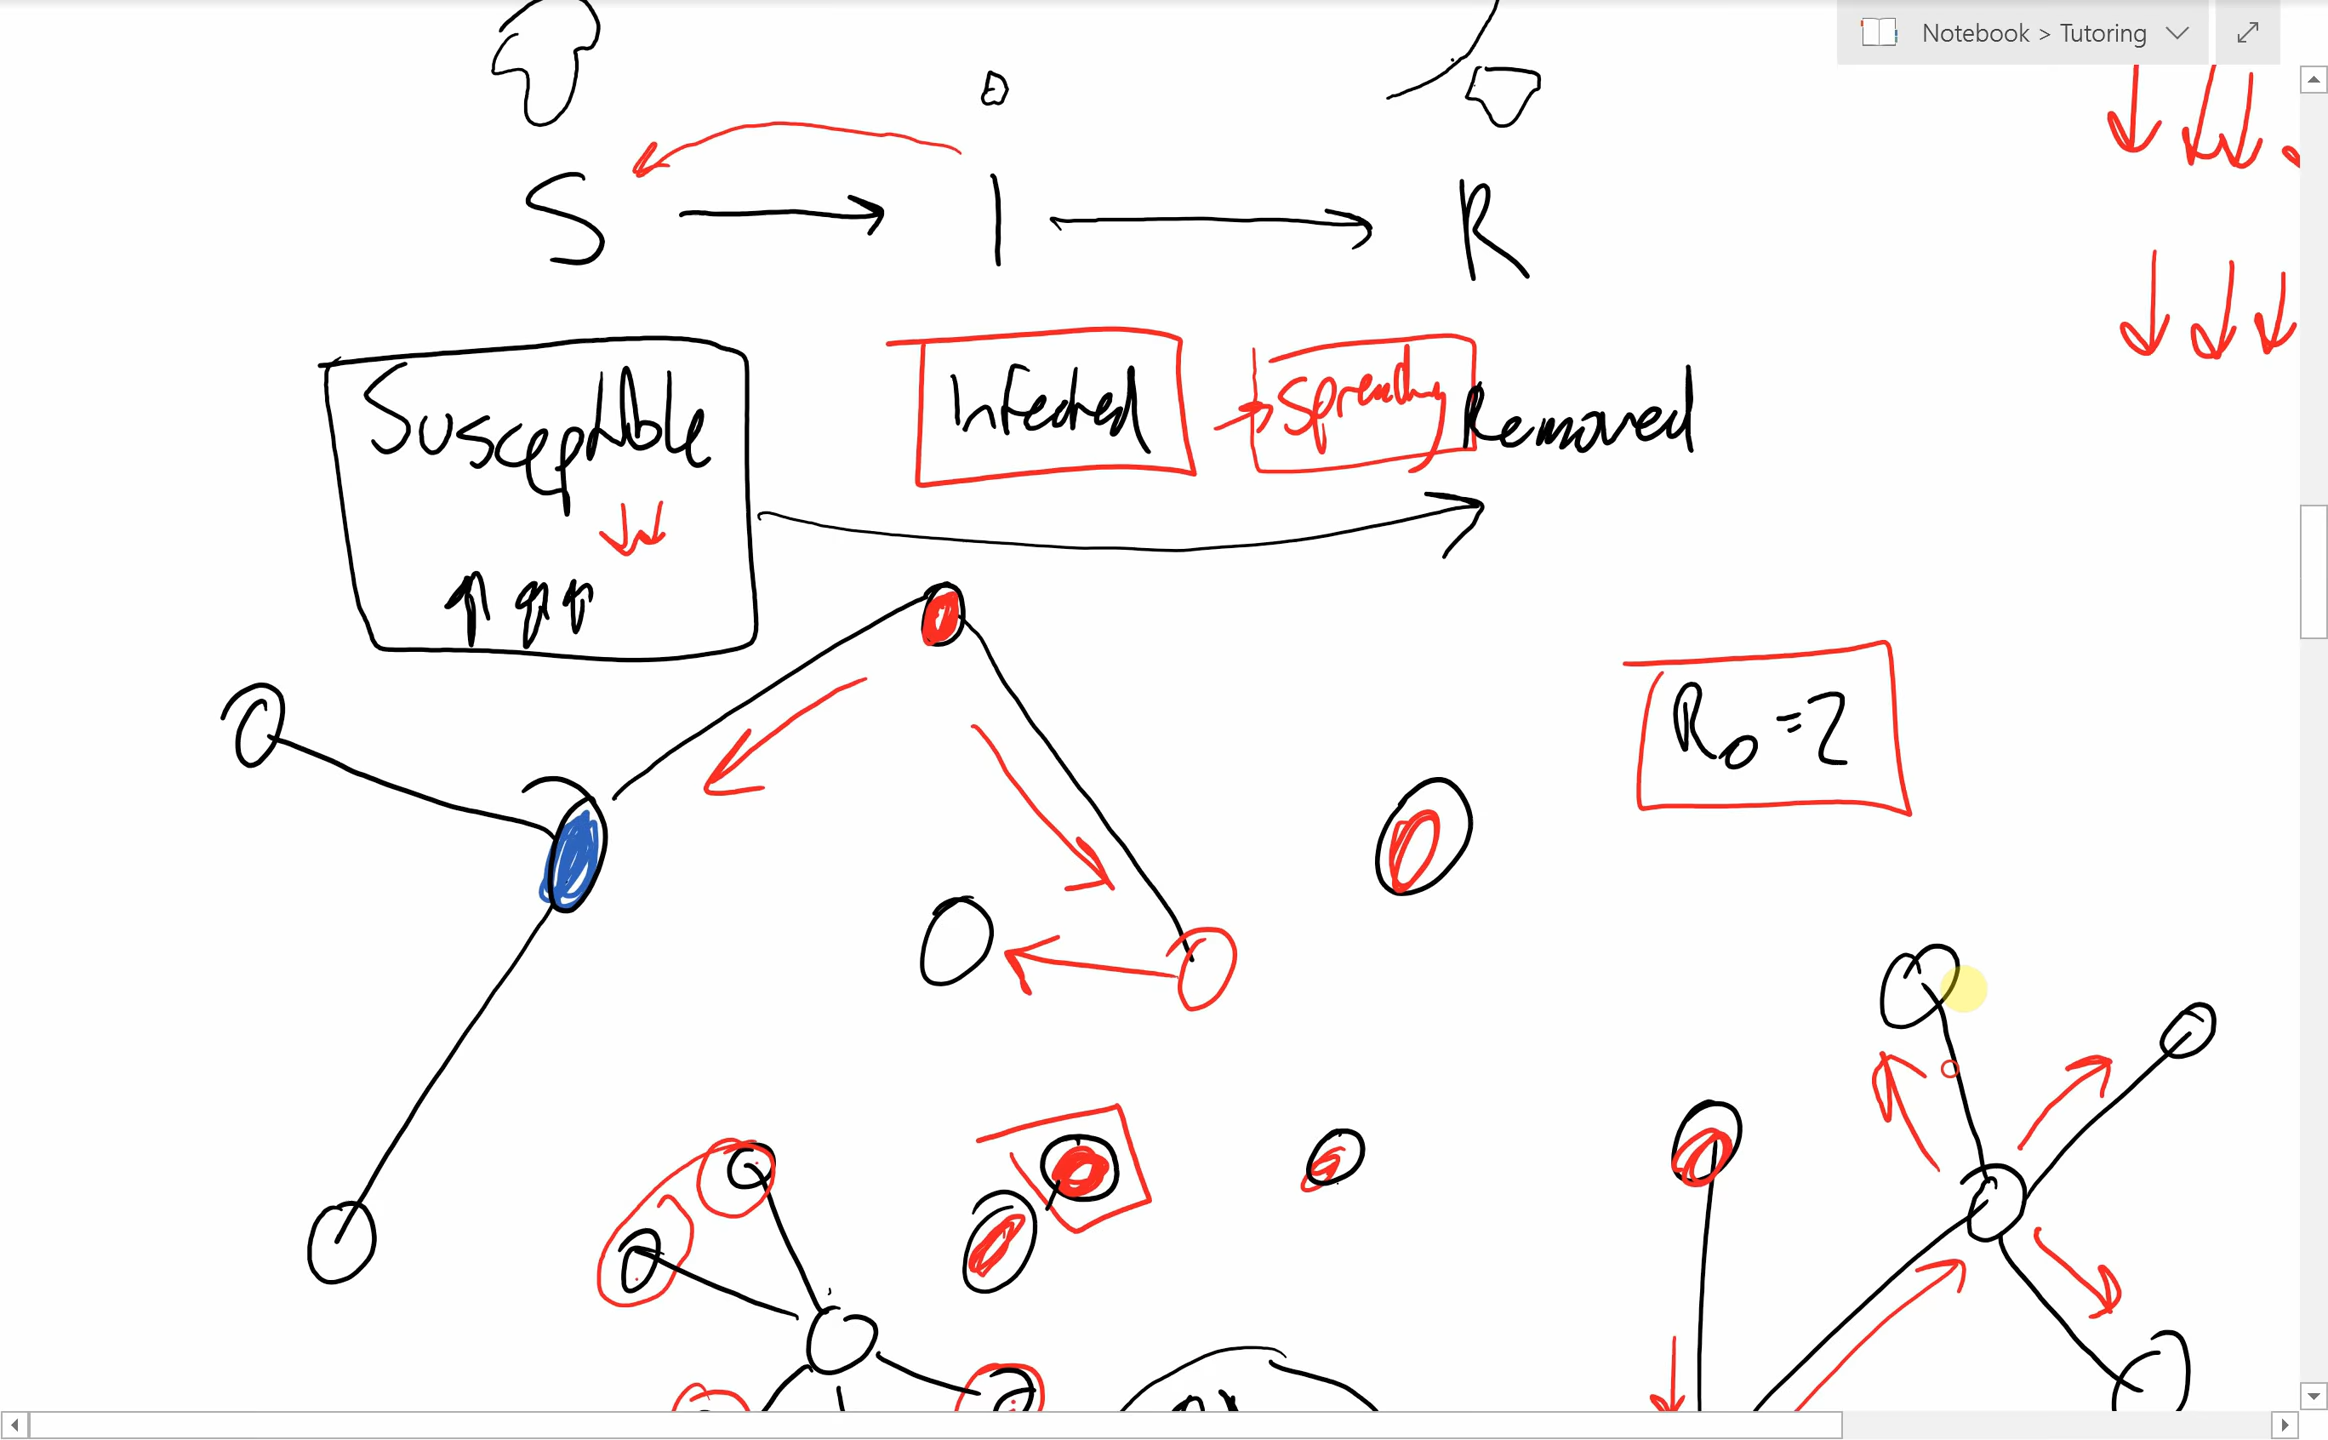 Notebook > Tutoring
S I R
Susceptible Infected spreading Removed
R₀ = 2